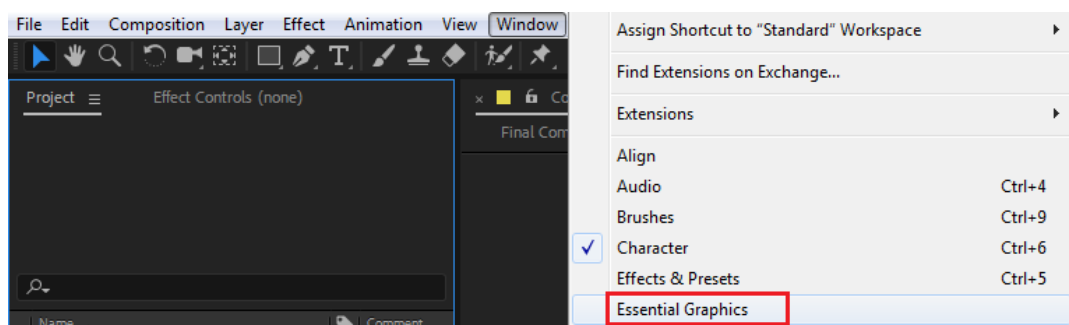 File Edit Composition Layer Effect Animation View Window
Project Effect Controls (none)
Final Com
Name Comment
Assign Shortcut to "Standard" Workspace
Find Extensions on Exchange...
Extensions
Align
Audio Ctrl+4
Brushes Ctrl+9
Character Ctrl+6
Effects & Presets Ctrl+5
Essential Graphics